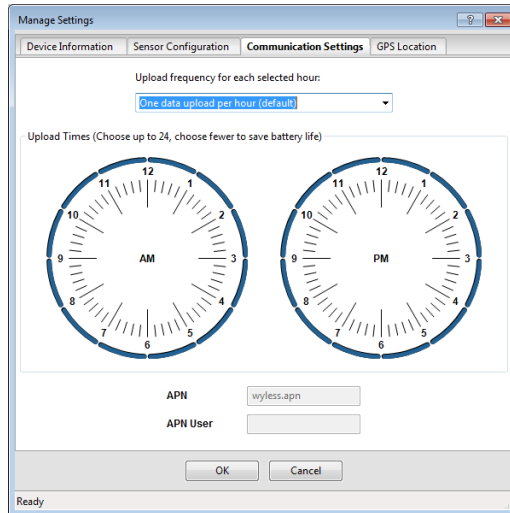 Manage Settings
?
Device Information Sensor Configuration Communication Settings GPS Location
Upload frequency for each selected hour:
One data upload per hour (default)
Upload Times (Choose up to 24, choose fewer to save battery life)
12
11 1
10 2
9 AM 3
8 4
7 5
6
12
11 1
10 2
9 PM 3
8 4
7 5
6
APN wyless.apn
APN User
OK Cancel
Ready